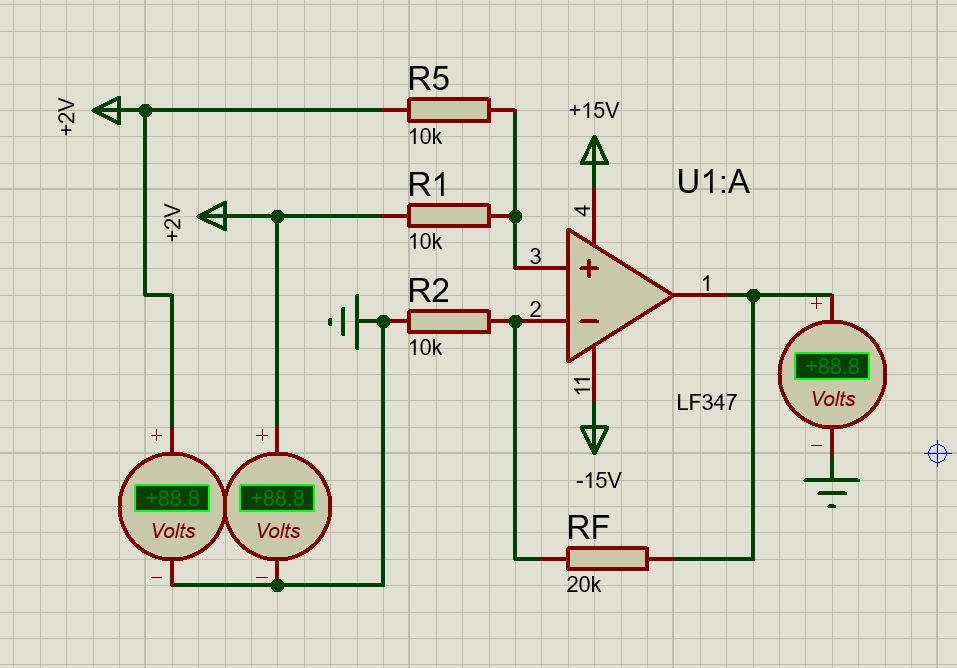 R5
+2V
10k
+15V
R1
U1:A
+2V
4
10k
3
R2
2
1
10k
+
+88.8
Volts
11
LF347
−
+
+
-15V
+88.8
Volts
+88.8
Volts
RF
−
−
20k